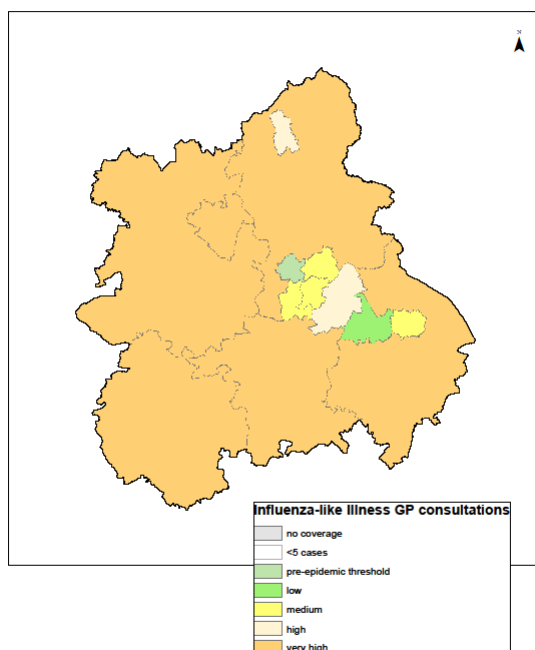 N
Influenza-like Illness GP consultations
no coverage
<5 cases
pre-epidemic threshold
low
medium
high
very high